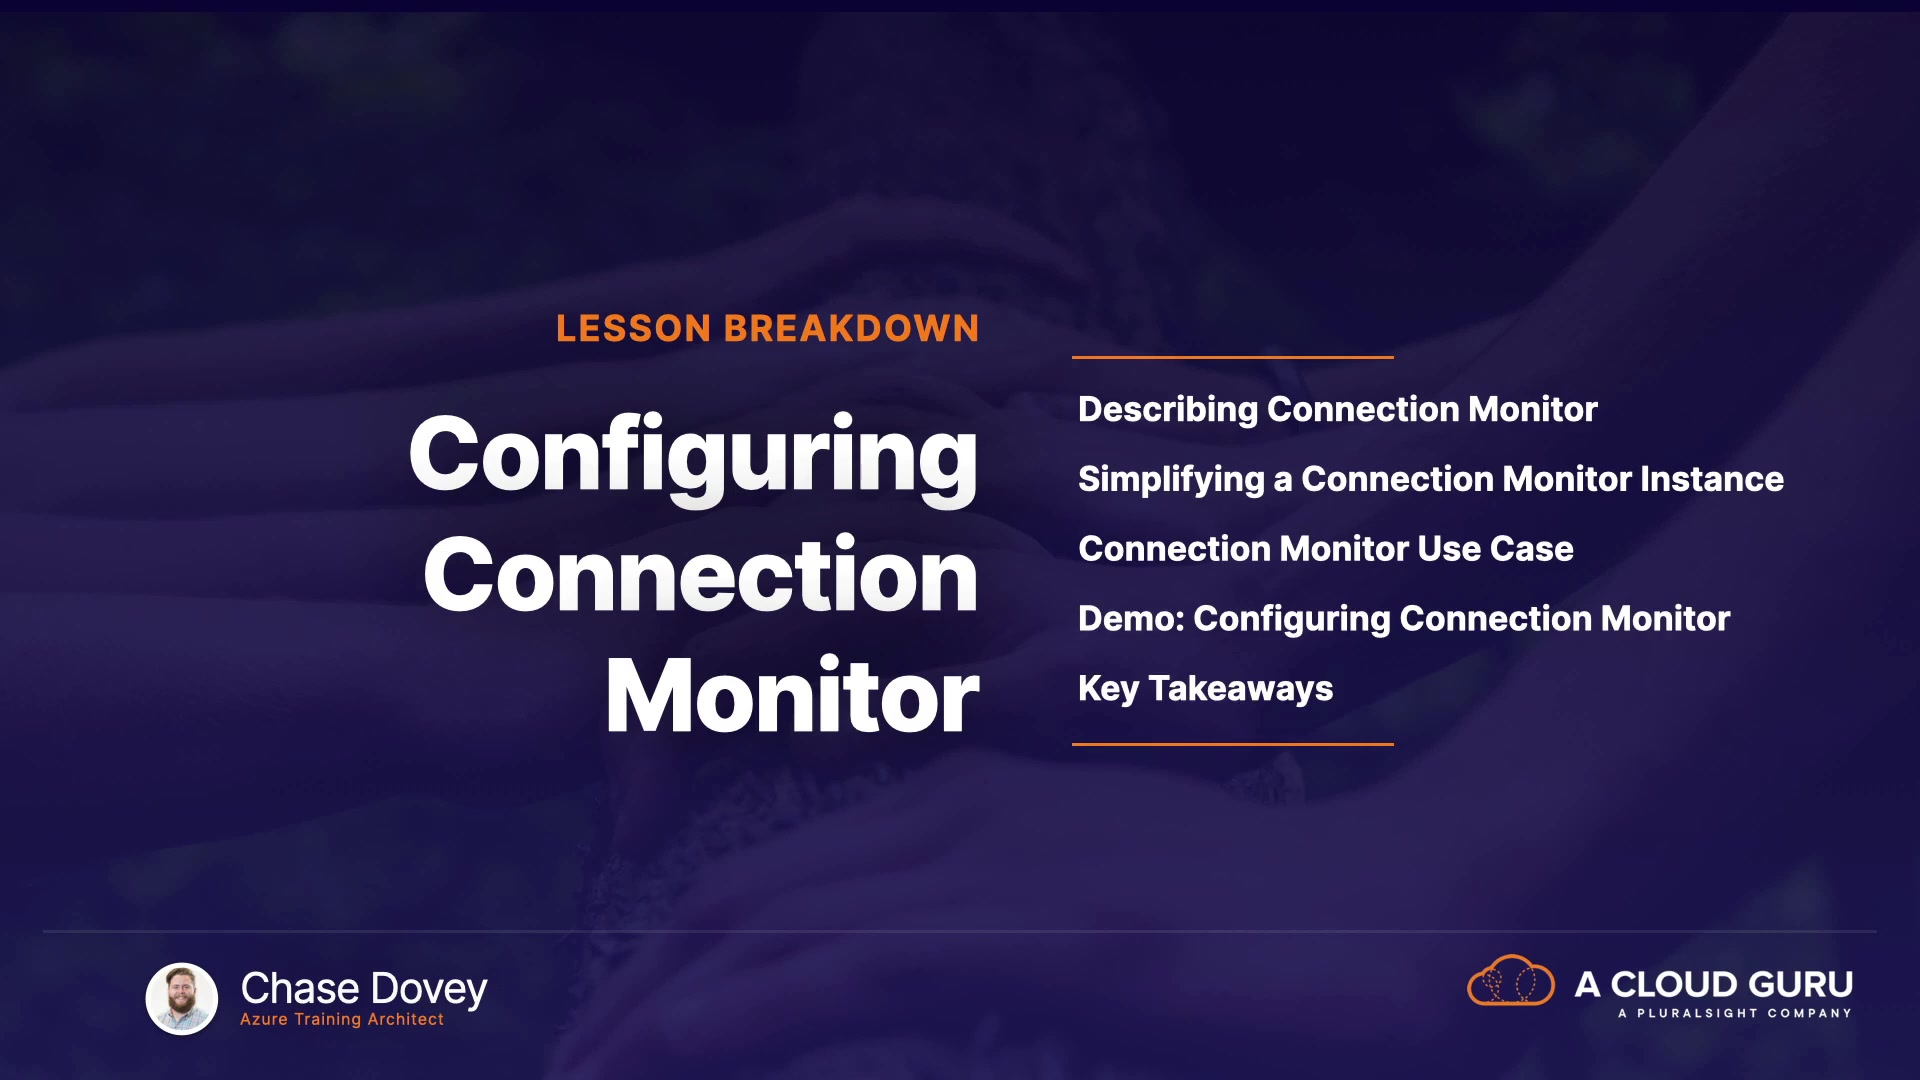 LESSON BREAKDOWN
Configuring
Connection
Monitor
Describing Connection Monitor
Simplifying a Connection Monitor Instance
Connection Monitor Use Case
Demo: Configuring Connection Monitor
Key Takeaways
Chase Dovey
Azure Training Architect
A CLOUD GURU
A PLURALSIGHT COMPANY